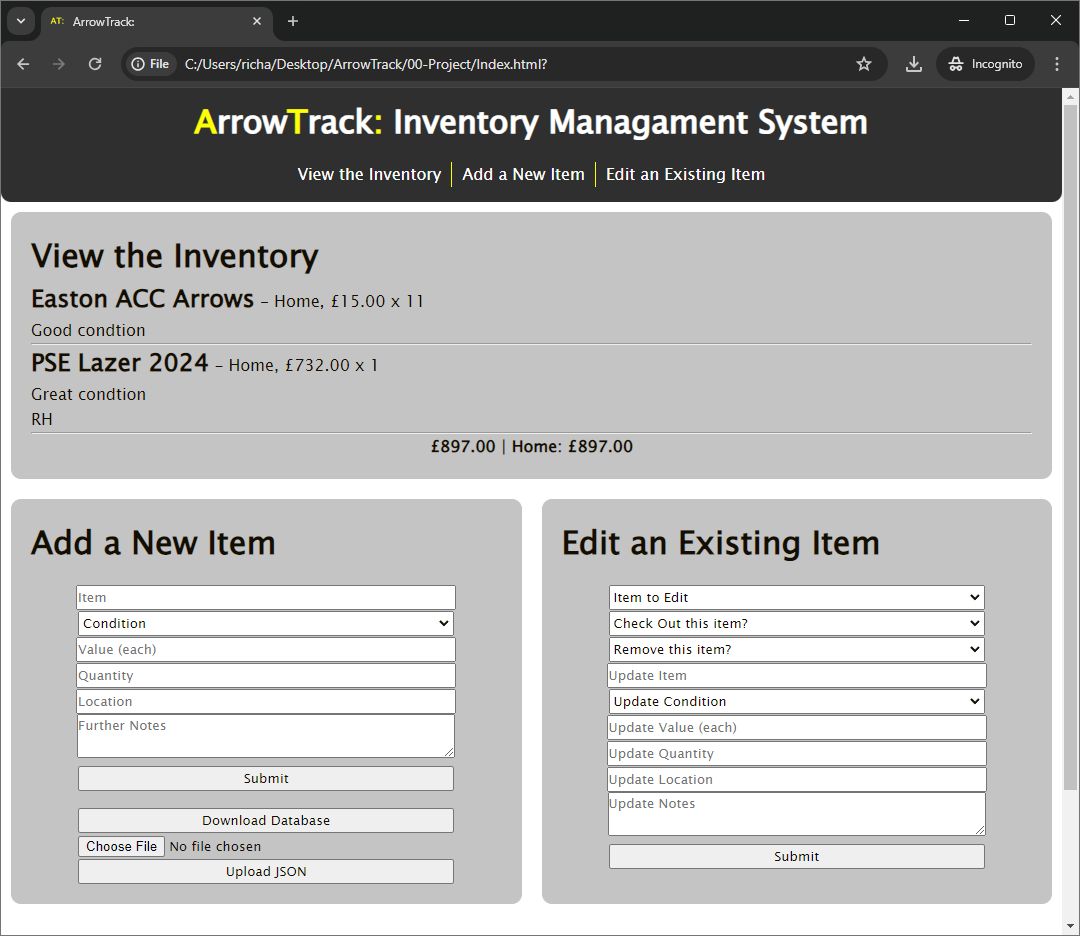 AT: ArrowTrack:
File C:/Users/richa/Desktop/ArrowTrack/00-Project/Index.html? Incognito
ArrowTrack: Inventory Managament System
View the Inventory | Add a New Item | Edit an Existing Item
View the Inventory
Easton ACC Arrows – Home, £15.00 x 11
Good condtion
PSE Lazer 2024 – Home, £732.00 x 1
Great condtion
RH
£897.00 | Home: £897.00
Add a New Item
Item
Condition
Value (each)
Quantity
Location
Further Notes
Submit
Download Database
Choose File No file chosen
Upload JSON
Edit an Existing Item
Item to Edit
Check Out this item?
Remove this item?
Update Item
Update Condition
Update Value (each)
Update Quantity
Update Location
Update Notes
Submit